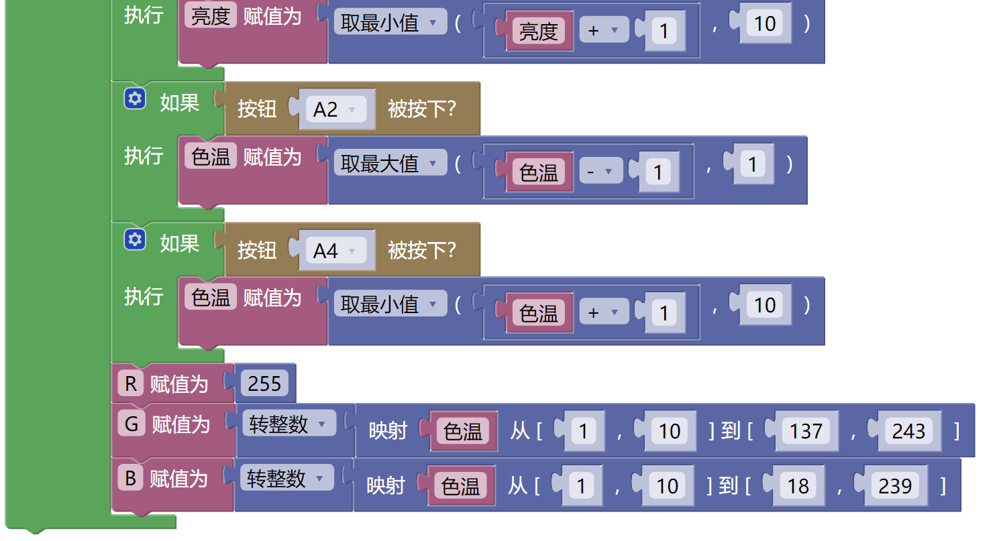 执行 亮度 赋值为 取最小值 ( 亮度 + 1 , 10 )
如果 按钮 A2 被按下?
执行 色温 赋值为 取最大值 ( 色温 - 1 , 1 )
如果 按钮 A4 被按下?
执行 色温 赋值为 取最小值 ( 色温 + 1 , 10 )
R 赋值为 255
G 赋值为 转整数 映射 色温 从 [ 1 , 10 ] 到 [ 137 , 243 ]
B 赋值为 转整数 映射 色温 从 [ 1 , 10 ] 到 [ 18 , 239 ]